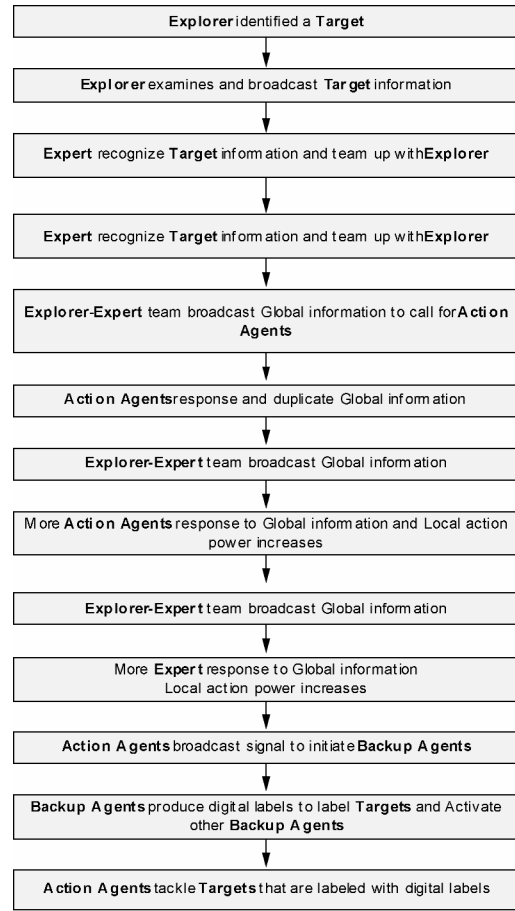 Explorer identified a Target
Explorer examines and broadcast Target information
Expert recognize Target information and team up with Explorer
Expert recognize Target information and team up with Explorer
Explorer-Expert team broadcast Global information to call for Action
Agents
Action Agents response and duplicate Global information
Explorer-Expert team broadcast Global information
More Action Agents response to Global information and Local action
power increases
Explorer-Expert team broadcast Global information
More Expert response to Global information
Local action power increases
Action Agents broadcast signal to initiate Backup Agents
Backup Agents produce digital labels to label Targets and Activate
other Backup Agents
Action Agents tackle Targets that are labeled with digital labels